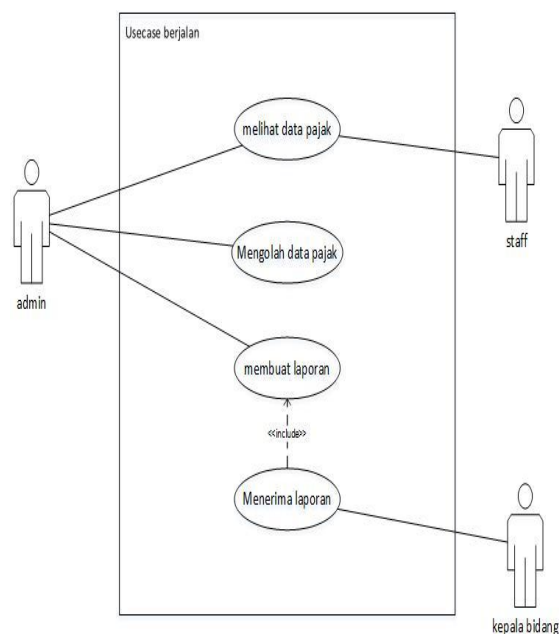 Usecase berjalan
melihat data pajak
staff
Mengolah data pajak
admin
membuat laporan
<<include>>
Menerima laporan
kepala bidang